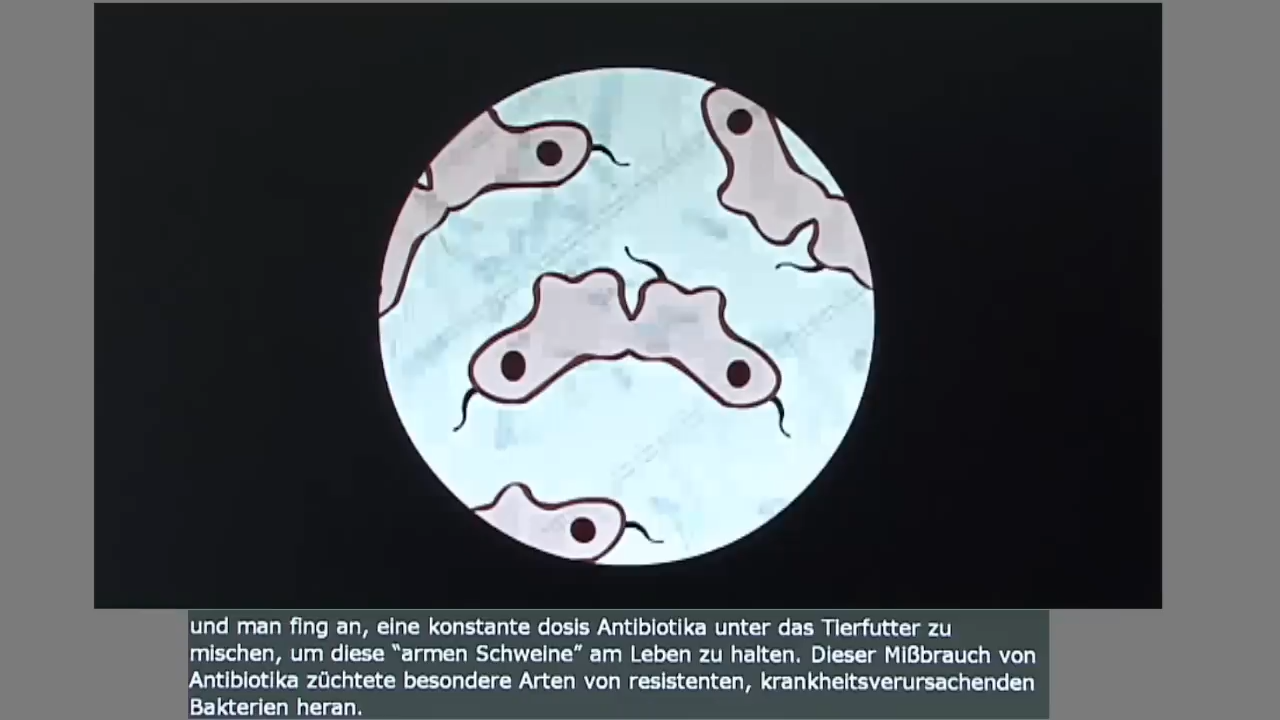 und man fing an, eine konstante dosis Antibiotika unter das Tierfutter zu
mischen, um diese “armen Schweine” am Leben zu halten. Dieser Mißbrauch von
Antibiotika züchtete besondere Arten von resistenten, krankheitsverursachenden
Bakterien heran.